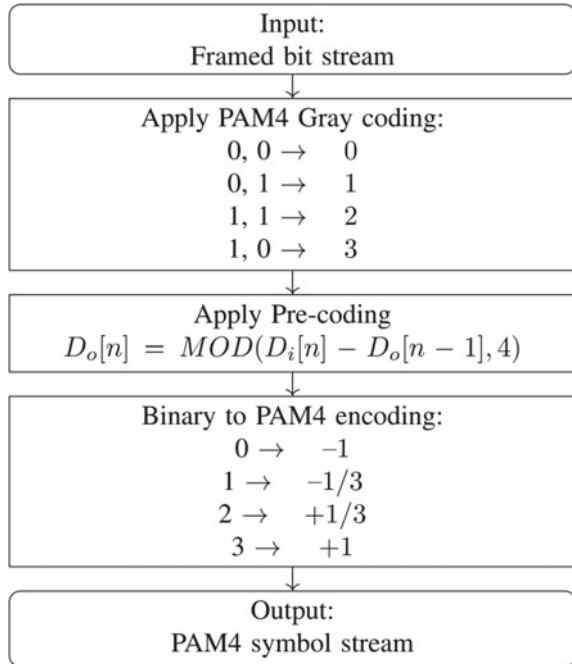 Input:
Framed bit stream
Apply PAM4 Gray coding:
0, 0 → 0
0, 1 → 1
1, 1 → 2
1, 0 → 3
Apply Pre-coding
D_o[n] = MOD(D_i[n] − D_o[n − 1], 4)
Binary to PAM4 encoding:
0 → –1
1 → –1/3
2 → +1/3
3 → +1
Output:
PAM4 symbol stream